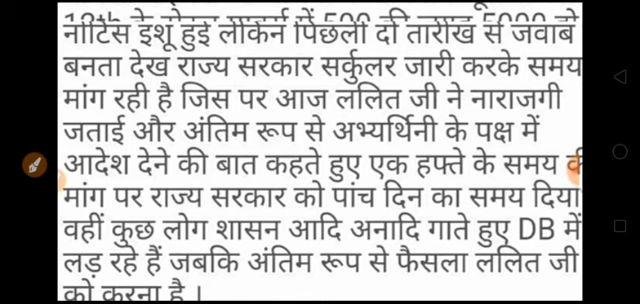 नोटिस इशू हुई लेकिन पिछली दो तारीख से जवाब
बनता देख राज्य सरकार सर्कुलर जारी करके समय
मांग रही है जिस पर आज ललित जी ने नाराजगी
जताई और अंतिम रूप से अभ्यर्थिनी के पक्ष में
आदेश देने की बात कहते हुए एक हफ्ते के समय की
मांग पर राज्य सरकार को पांच दिन का समय दिया
वहीं कुछ लोग शासन आदि अनादि गाते हुए DB में
लड़ रहे हैं जबकि अंतिम रूप से फैसला ललित जी
को करना है।